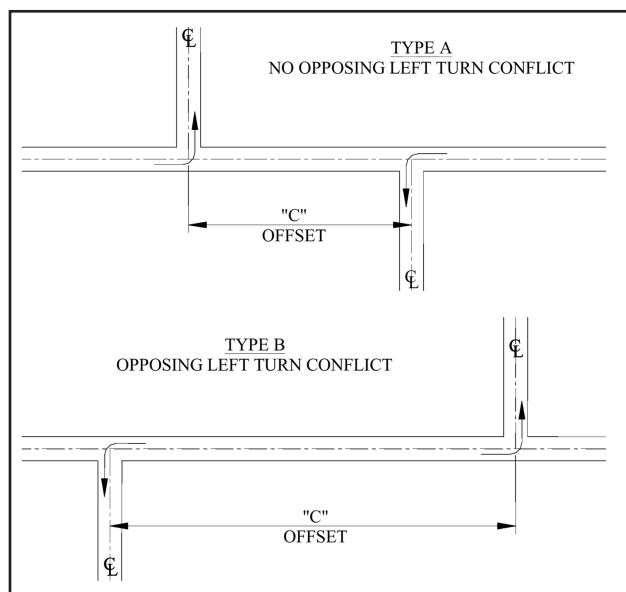 ℄
TYPE A
NO OPPOSING LEFT TURN CONFLICT
"C"
OFFSET
℄
TYPE B
OPPOSING LEFT TURN CONFLICT
℄
"C"
OFFSET
℄